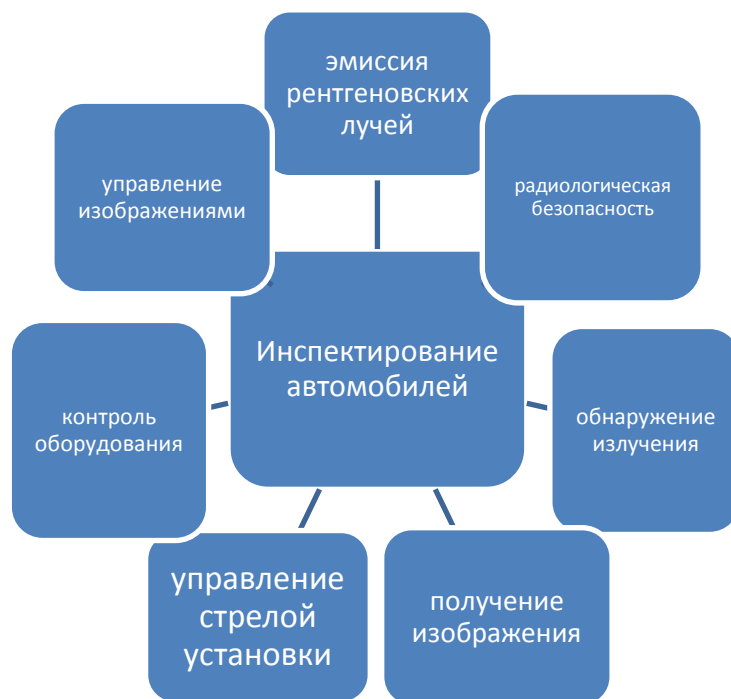 эмиссия
рентгеновских
лучей
управление
изображениями
радиологическая
безопасность
Инспектирование
автомобилей
контроль
оборудования
обнаружение
излучения
управление
стрелой
установки
получение
изображения